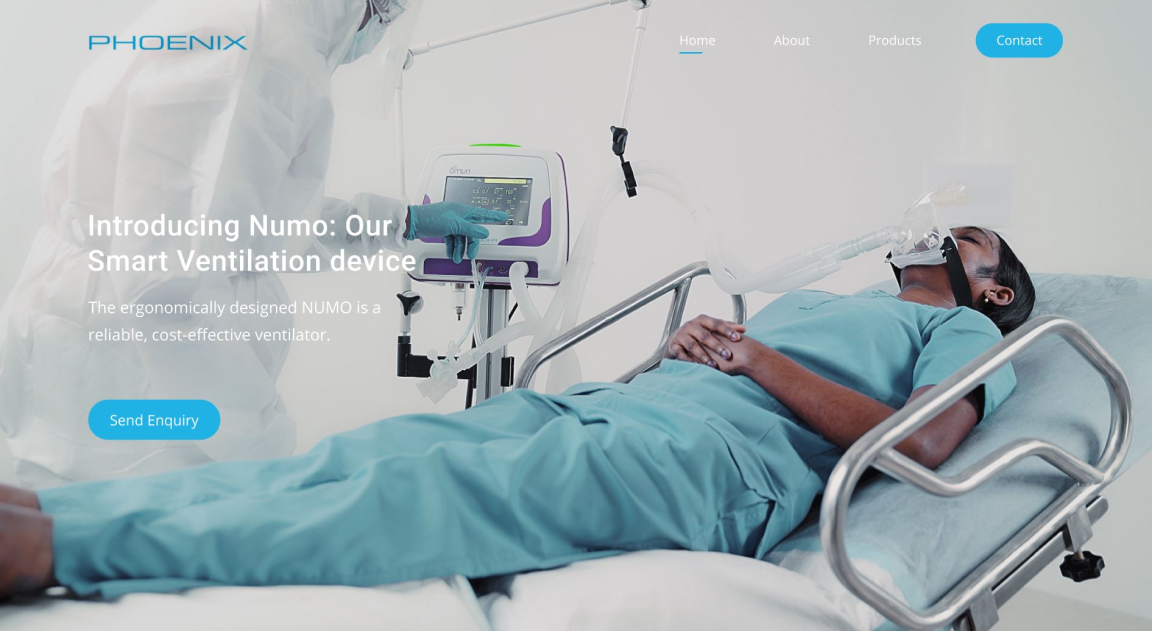 PHOENIX
Home
About
Products
Contact
Introducing Numo: Our
Smart Ventilation device
The ergonomically designed NUMO is a
reliable, cost-effective ventilator.
Send Enquiry